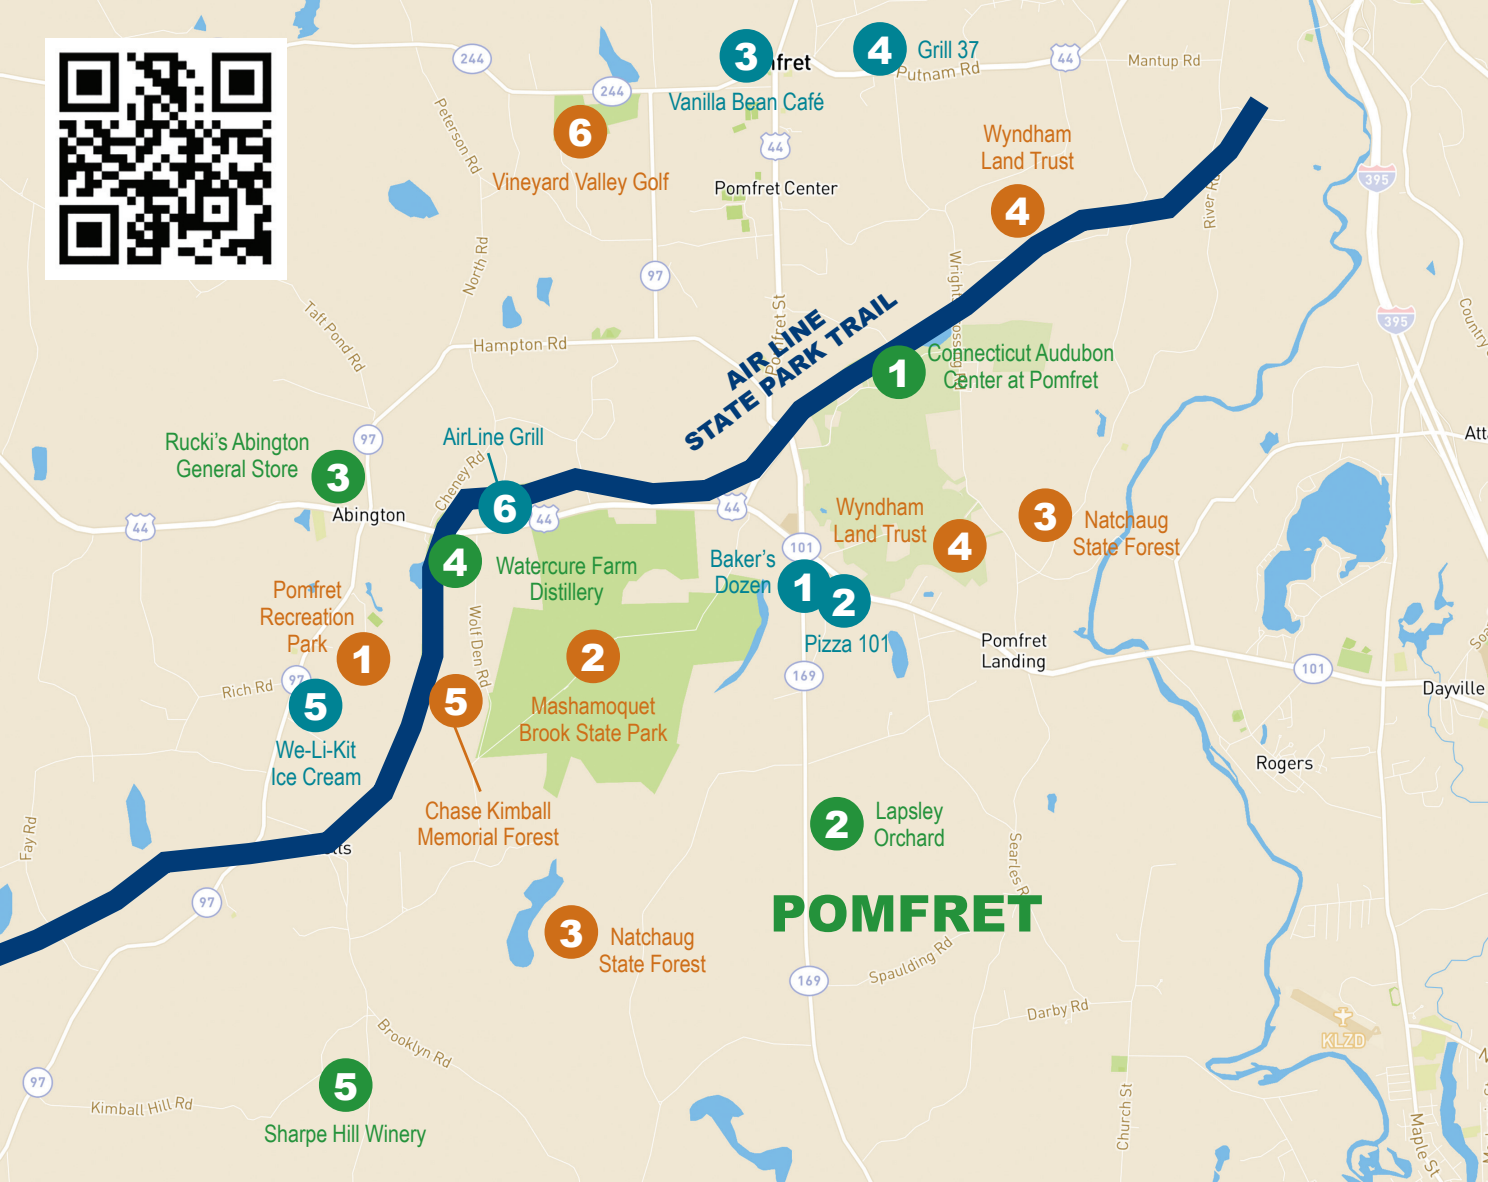 244
3
nfret
4
Grill 37
44
Putnam Rd
Mantup Rd
244
Vanilla Bean Café
6
Peterson Rd
Vineyard Valley Golf
44
Pomfret Center
Wyndham
Land Trust
4
395
River Rd
North Rd
97
395
Country
Taft Pond Rd
Hampton Rd
Pomfret St
AIR LINE
STATE PARK TRAIL
1
Connecticut Audubon
Center at Pomfret
Rucki's Abington
General Store
97
3
AirLine Grill
Cheney Rd
6
44
Abington
44
44
4
Watercure Farm
Distillery
Wyndham
Land Trust
4
3
Natchaug
State Forest
101
Baker's
Dozen
1
2
Pizza 101
Pomfret
Landing
101
Dayville
169
Pomfret
Recreation
Park
1
Rich Rd
97
5
We-Li-Kit
Ice Cream
Wolf Den Rd
2
Mashamoquet
Brook State Park
5
Chase Kimball
Memorial Forest
Rogers
2
Lapsley
Orchard
Fay Rd
lls
97
Searles R
POMFRET
3
Natchaug
State Forest
Spaulding Rd
169
Darby Rd
KLZD
Brooklyn Rd
97
5
Kimball Hill Rd
Sharpe Hill Winery
Church St
Maple St